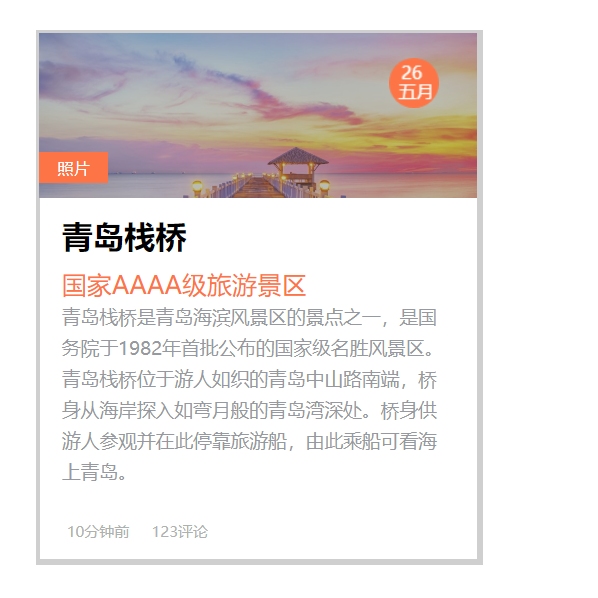 26
五月
照片
青岛栈桥
国家AAAA级旅游景区
青岛栈桥是青岛海滨风景区的景点之一，是国
务院于1982年首批公布的国家级名胜风景区。
青岛栈桥位于游人如织的青岛中山路南端，桥
身从海岸探入如弯月般的青岛湾深处。桥身供
游人参观并在此停靠旅游船，由此乘船可看海
上青岛。
10分钟前 123评论